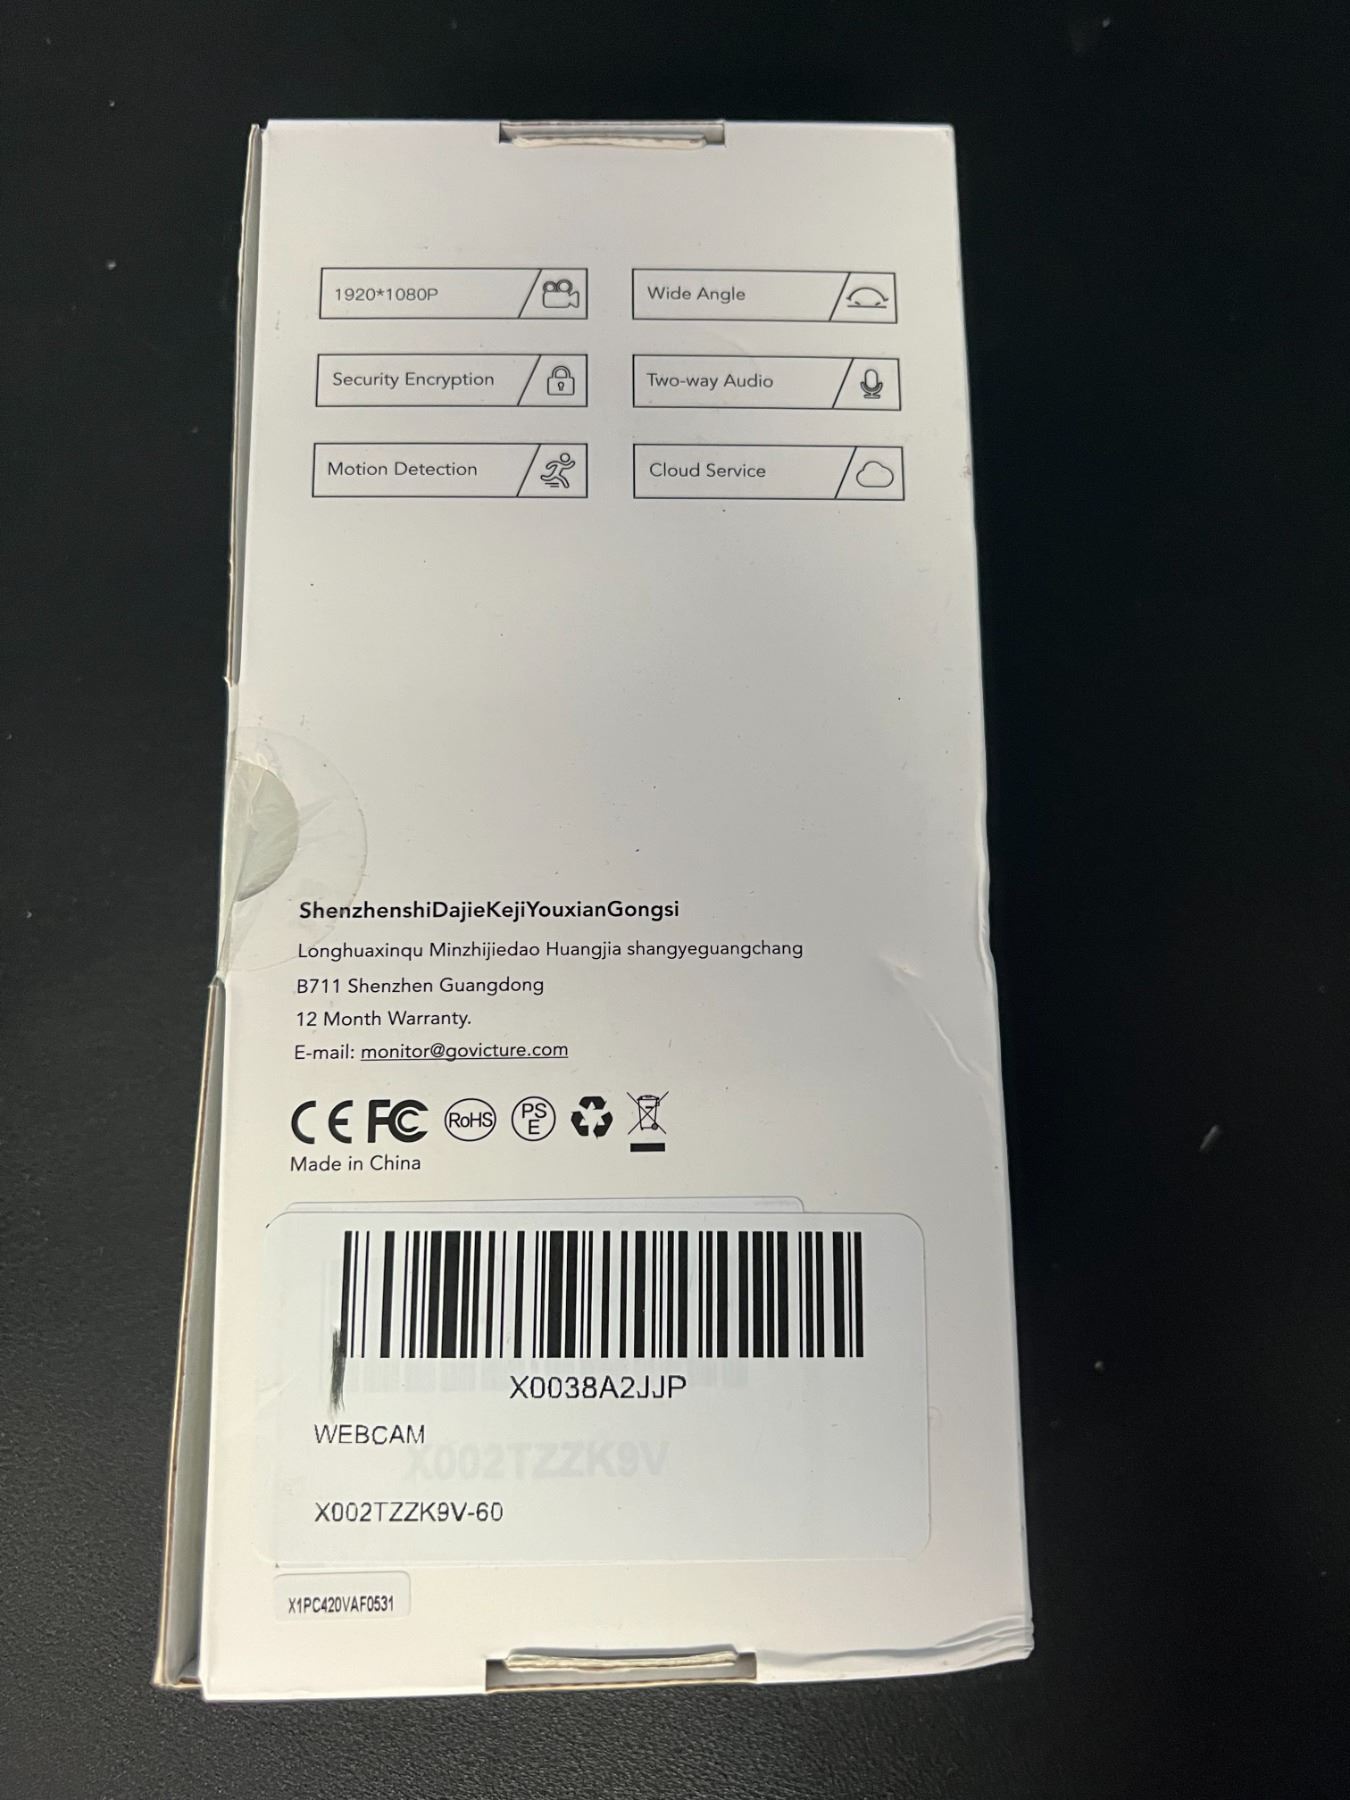 1920*1080P
Wide Angle
Security Encryption
Two-way Audio
Motion Detection
Cloud Service
ShenzhenshiDajieKejiYouxianGongsi
Longhuaxinqu Minzhijiedao Huangjia shangyeguangchang
B711 Shenzhen Guangdong
12 Month Warranty.
E-mail: monitor@govicture.com
CE FC RoHS PS E
Made in China
X0038A2JJP
WEBCAM
X002TZZK9V
X002TZZK9V-60
X1PC420VAF0531